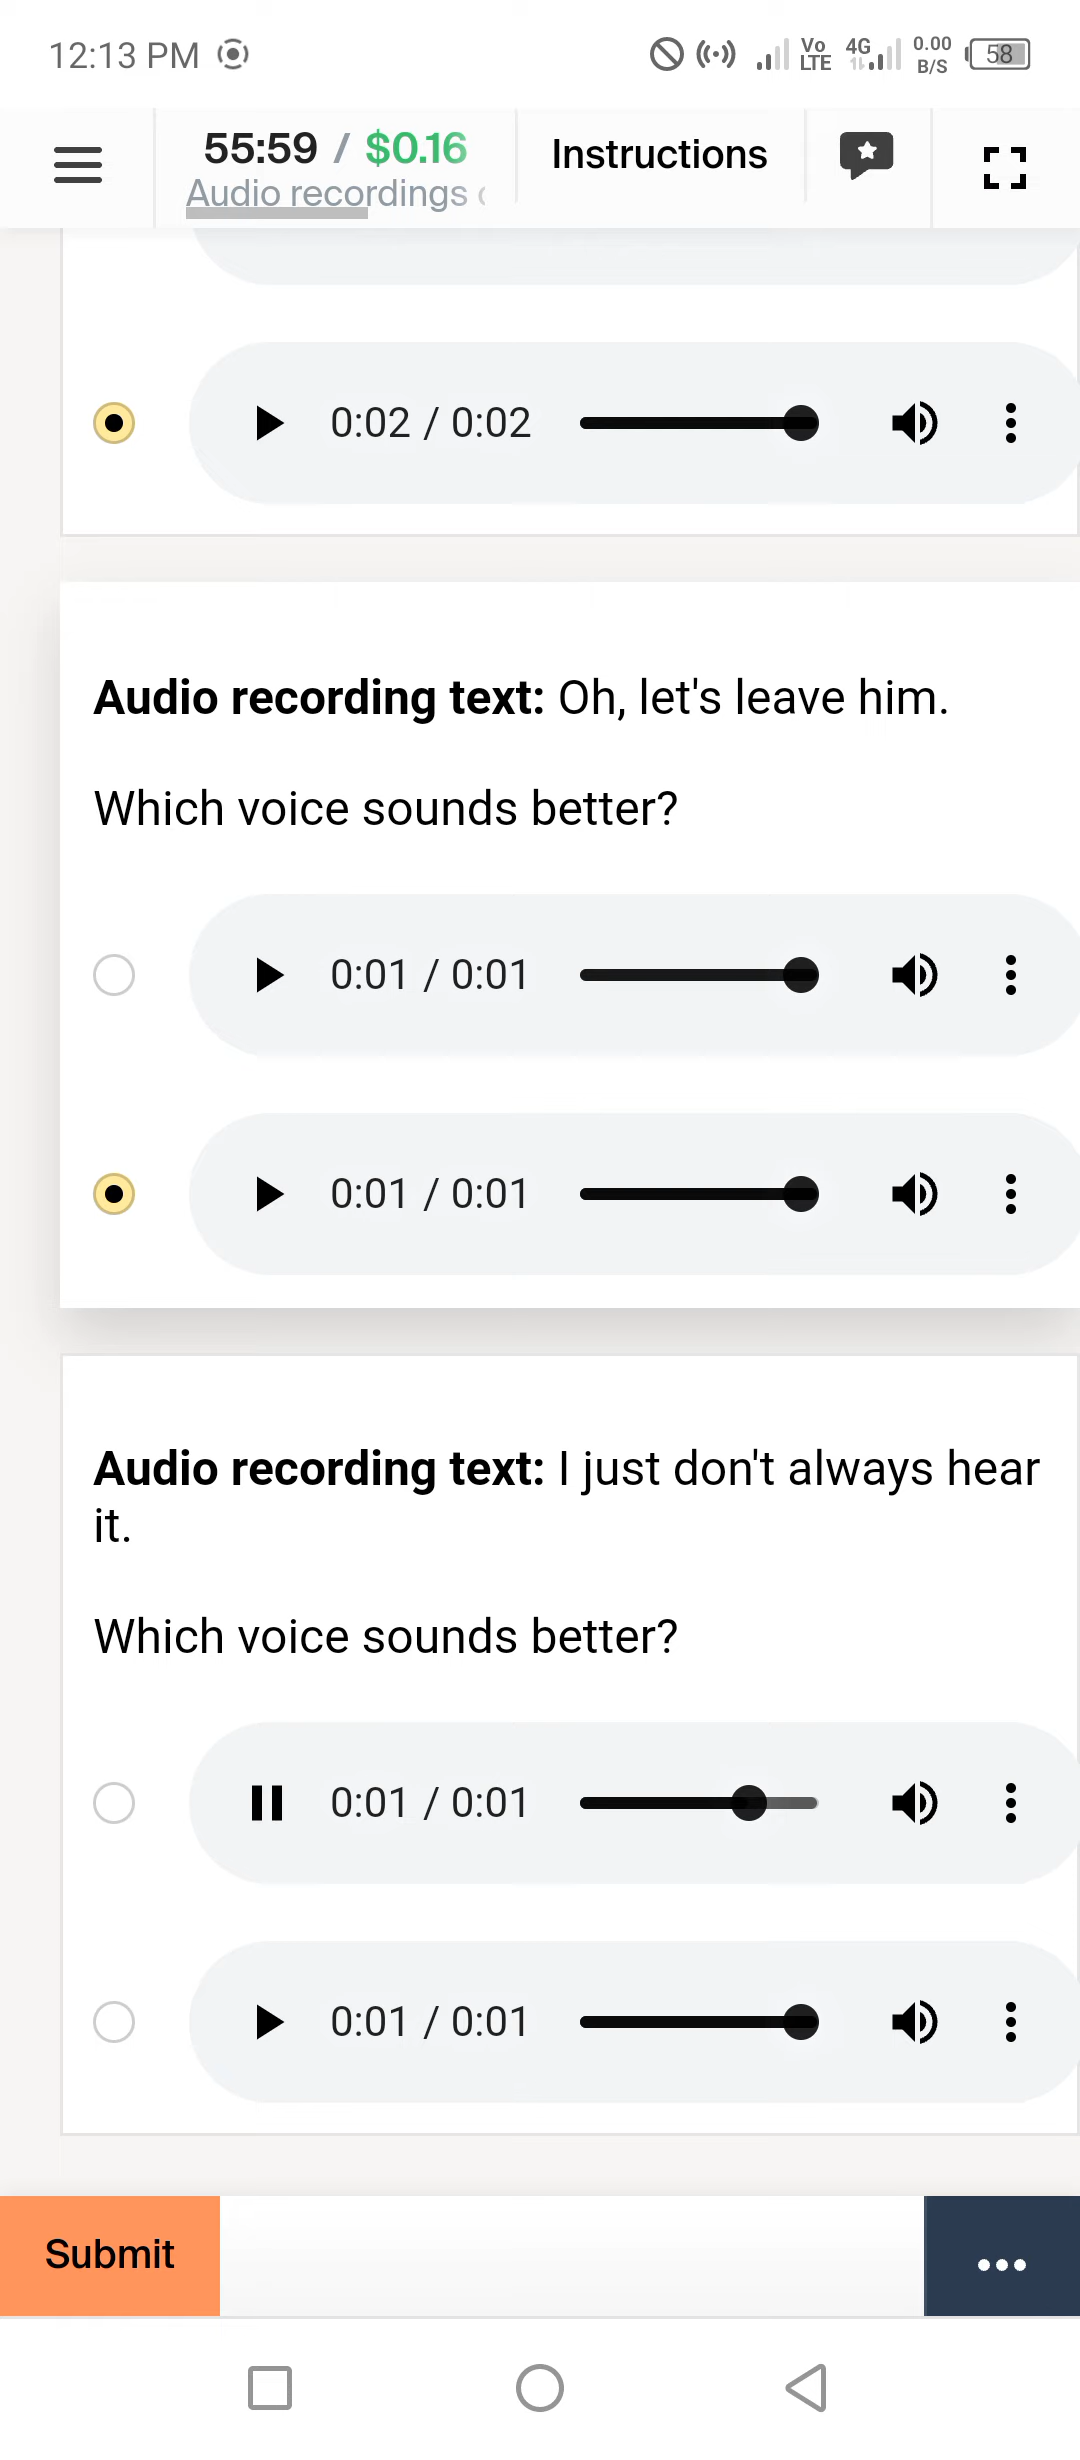 12:13 PM
Vo LTE 4G 0.00 B/S 58
55:59 / $0.16
Audio recordings
Instructions
0:02 / 0:02
Audio recording text: Oh, let's leave him.
Which voice sounds better?
0:01 / 0:01
0:01 / 0:01
Audio recording text: I just don't always hear
it.
Which voice sounds better?
0:01 / 0:01
0:01 / 0:01
Submit